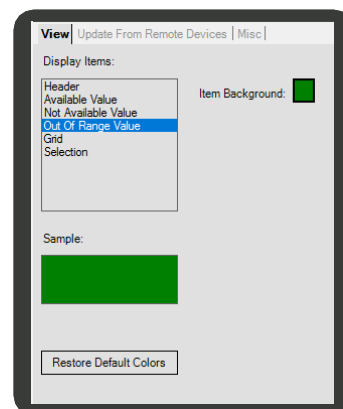 View Update From Remote Devices Misc
Display Items:
Header
Available Value
Not Available Value
Out Of Range Value
Grid
Selection
Item Background:
Sample:
Restore Default Colors